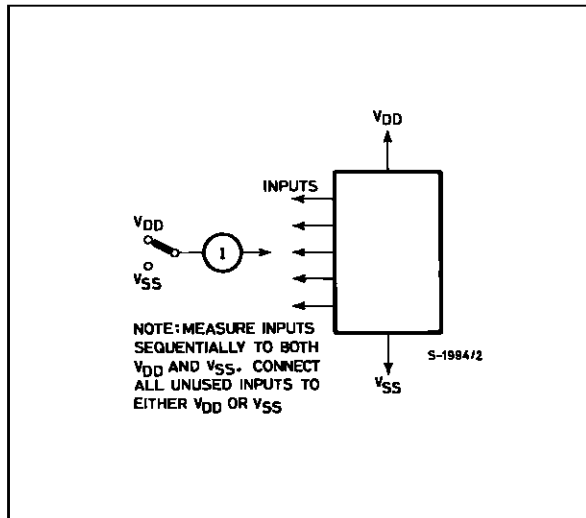 VDD
INPUTS
VDD
1
VSS
NOTE: MEASURE INPUTS
SEQUENTIALLY TO BOTH
VDD AND VSS. CONNECT
ALL UNUSED INPUTS TO
EITHER VDD OR VSS
S-1984/2
VSS